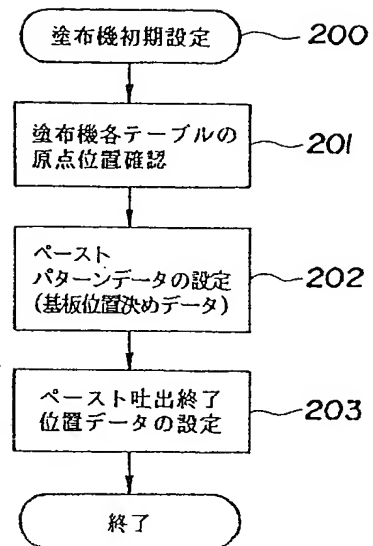 塗布機初期設定
200
塗布機各テーブルの
原点位置確認
201
ペースト
パターンデータの設定
(基板位置決めデータ)
202
ペースト吐出終了
位置データの設定
203
終了